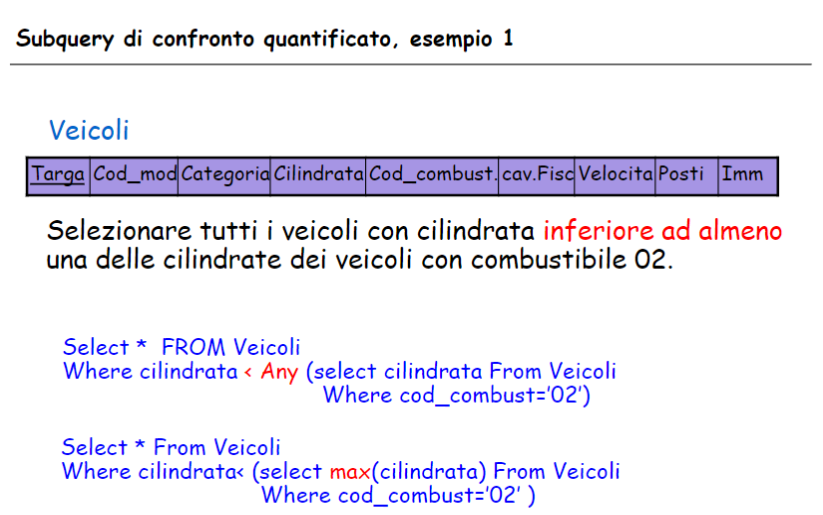 Subquery di confronto quantificato, esempio 1
Veicoli
Targa Cod_mod Categoria Cilindrata Cod_combust. cav.Fisc Velocita Posti Imm
Selezionare tutti i veicoli con cilindrata inferiore ad almeno
una delle cilindrate dei veicoli con combustibile 02.
Select * FROM Veicoli
Where cilindrata < Any (select cilindrata From Veicoli
Where cod_combust='02')
Select * From Veicoli
Where cilindrata< (select max(cilindrata) From Veicoli
Where cod_combust='02' )